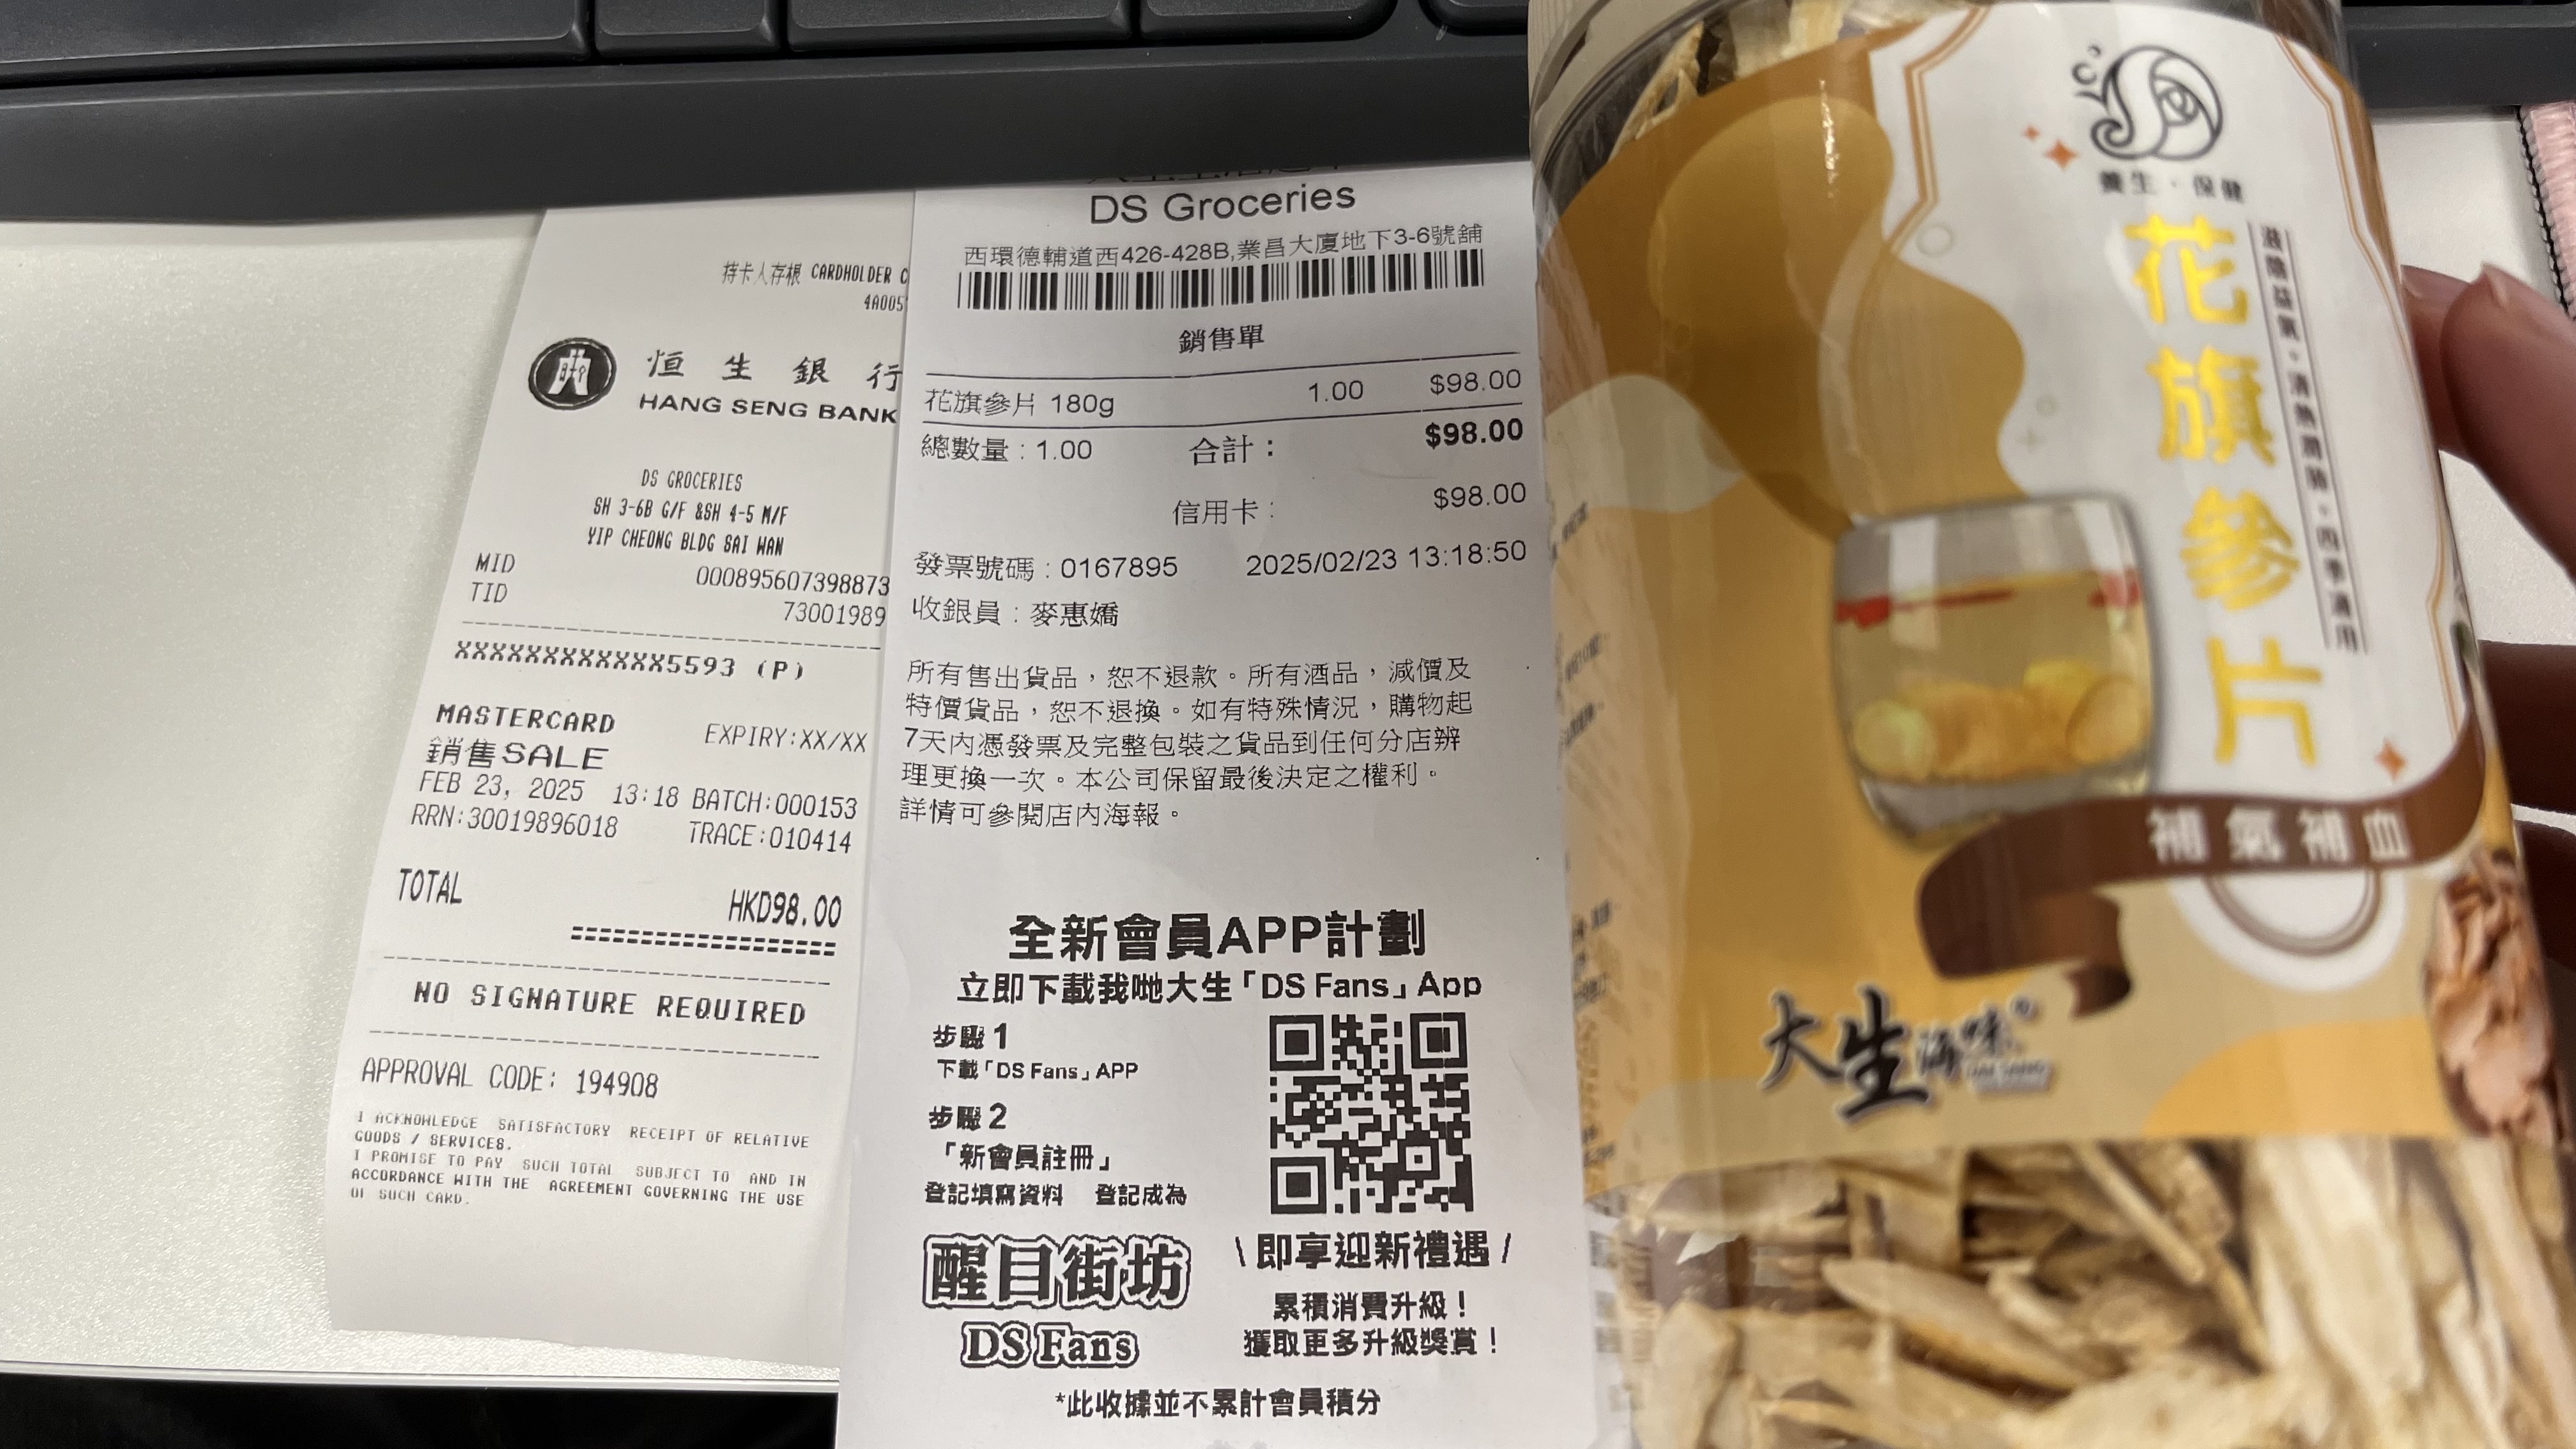 持卡人存根 CARDHOLDER C
4A005
恒生銀行
HANG SENG BANK
DS GROCERIES
SH 3-6B G/F &SH 4-5 M/F
YIP CHEONG BLDG SAI WAN
MID 000895607398873
TID 73001989
XXXXXXXXXXXX5593 (P)
MASTERCARD EXPIRY:XX/XX
銷售SALE
FEB 23, 2025 13:18 BATCH:000153
RRN:30019896018 TRACE:010414
TOTAL HKD98.00
NO SIGNATURE REQUIRED
APPROVAL CODE: 194908
I ACKNOWLEDGE SATISFACTORY RECEIPT OF RELATIVE
GOODS / SERVICES.
I PROMISE TO PAY SUCH TOTAL SUBJECT TO AND IN
ACCORDANCE WITH THE AGREEMENT GOVERNING THE USE
OF SUCH CARD.
DS Groceries
西環德輔道西426-428B,業昌大廈地下3-6號舖
銷售單
花旗參片 180g 1.00 $98.00
總數量 : 1.00 合計： $98.00
信用卡 : $98.00
發票號碼 : 0167895 2025/02/23 13:18:50
收銀員 : 麥惠嬌
所有售出貨品，恕不退款。所有酒品，減價及
特價貨品，恕不退換。如有特殊情況，購物起
7天內憑發票及完整包裝之貨品到任何分店辨
理更換一次。本公司保留最後決定之權利。
詳情可參閱店內海報。
全新會員APP計劃
立即下載我哋大生「DS Fans」App
步驟 1
下載「DS Fans」APP
步驟 2
「新會員註冊」
登記填寫資料 登記成為
醒目街坊
DS Fans
\ 即享迎新禮遇 /
累積消費升級！
獲取更多升級獎賞！
*此收據並不累計會員積分
養生·保健
花旗參片
滋陰益氣·清熱潤肺·四季適用
補氣補自
大生海味